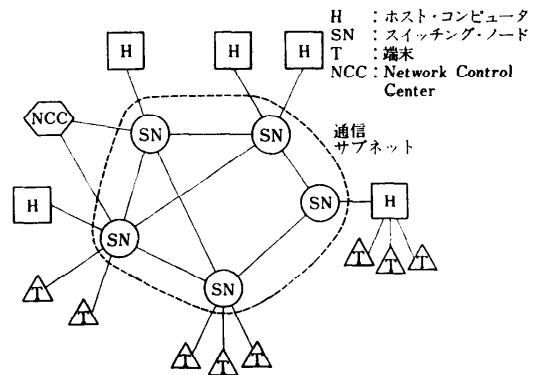 H : ホスト・コンピュータ
SN : スイッチング・ノード
T : 端末
NCC : Network Control
Center
H
H
H
NCC
SN
SN
通信
サブネット
H
SN
H
SN
T
T
T
T
SN
T
T
T
T